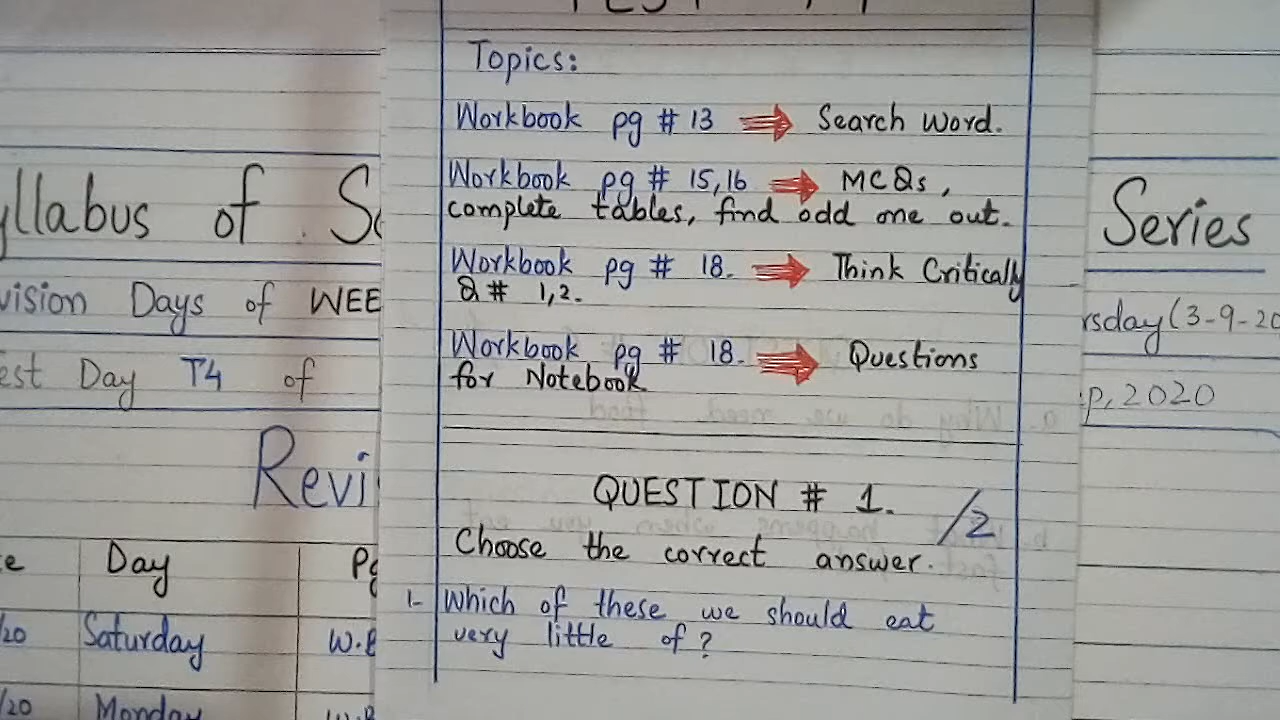 Topics:
Workbook pg # 13 ⇒ Search Word.
Workbook pg # 15,16 ⇒ MCQs,
complete tables, find odd one out.
Workbook pg # 18. ⇒ Think Critically
Q # 1,2.
Workbook pg # 18. ⇒ Questions
for Notebook
QUESTION # 1.
/2
Choose the correct answer.
1- Which of these we should eat
very little of?
yllabus of S
Series
vision Days of WEE
rsday (3-9-20
est Day T4 of
p, 2020
Revi
e Day Pg
/20 Saturday W.B
/20 Monday W.B